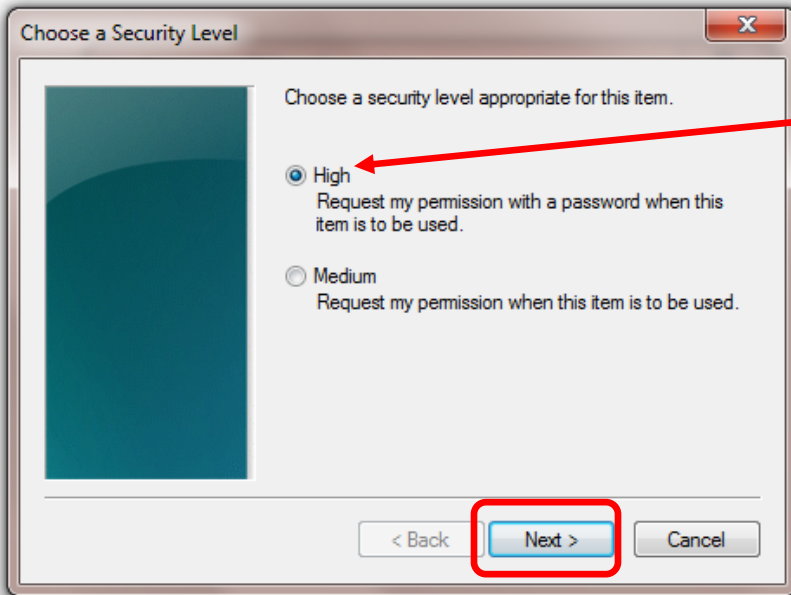 Choose a Security Level
Choose a security level appropriate for this item.
High
Request my permission with a password when this
item is to be used.
Medium
Request my permission when this item is to be used.
< Back
Next >
Cancel